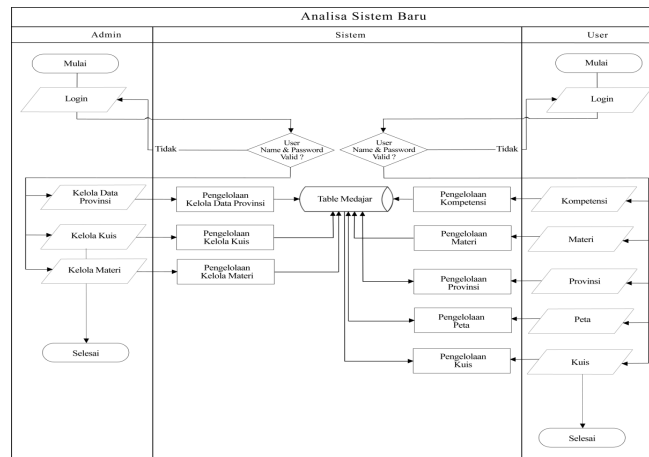 Analisa Sistem Baru
Admin
Sistem
User
Mulai
Mulai
Login
Login
User
Name & Password
Valid ?
User
Name & Password
Valid ?
Tidak
Tidak
Kelola Data
Provinsi
Pengelolaan
Kelola Data Provinsi
Table Medajar
Pengelolaan
Kompetensi
Kompetensi
Kelola Kuis
Pengelolaan
Kelola Kuis
Pengelolaan
Materi
Materi
Kelola Materi
Pengelolaan
Kelola Materi
Pengelolaan
Provinsi
Provinsi
Pengelolaan
Peta
Peta
Selesai
Pengelolaan
Kuis
Kuis
Selesai